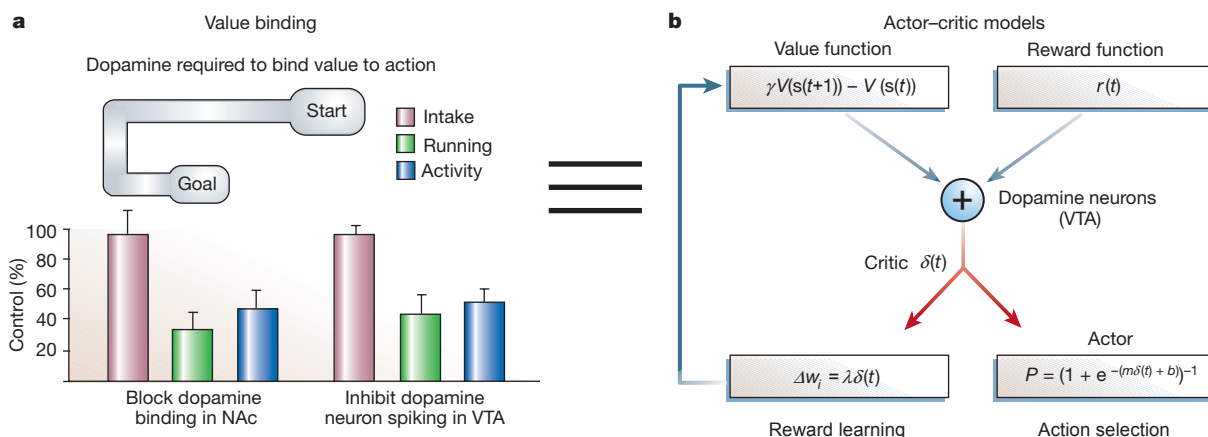 a
Value binding
Dopamine required to bind value to action
Start
Goal
Intake
Running
Activity
Control (%)
100
80
60
40
20
Block dopamine
binding in NAc
Inhibit dopamine
neuron spiking in VTA
b
Actor–critic models
Value function
γV(s(t+1)) – V (s(t))
Reward function
r(t)
+
Dopamine neurons
(VTA)
Critic δ(t)
Δwᵢ = λδ(t)
Reward learning
Actor
P = (1 + e^–(mδ(t) + b))^–1
Action selection